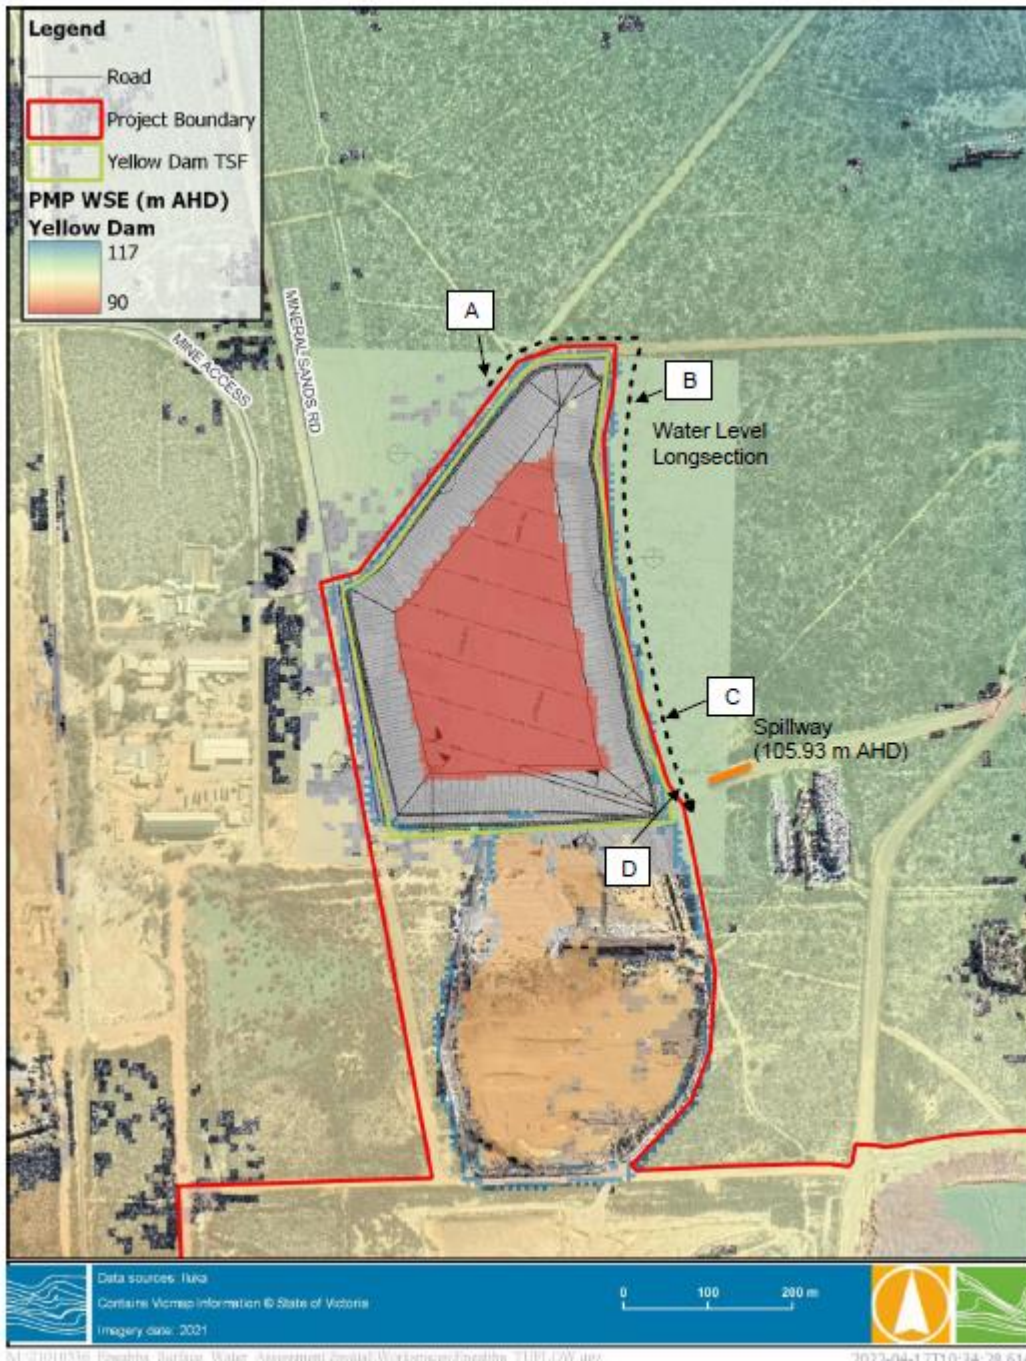 Legend
Road
Project Boundary
Yellow Dam TSF
PMP WSE (m AHD)
Yellow Dam
117
90
MINERAL SANDS RD
MINE ACCESS
A
B
Water Level
Longsection
C
Spillway
(105.93 m AHD)
D
Data sources: Iluka
Contains Vicmap Information © State of Victoria
Imagery date: 2021
0 100 200 m